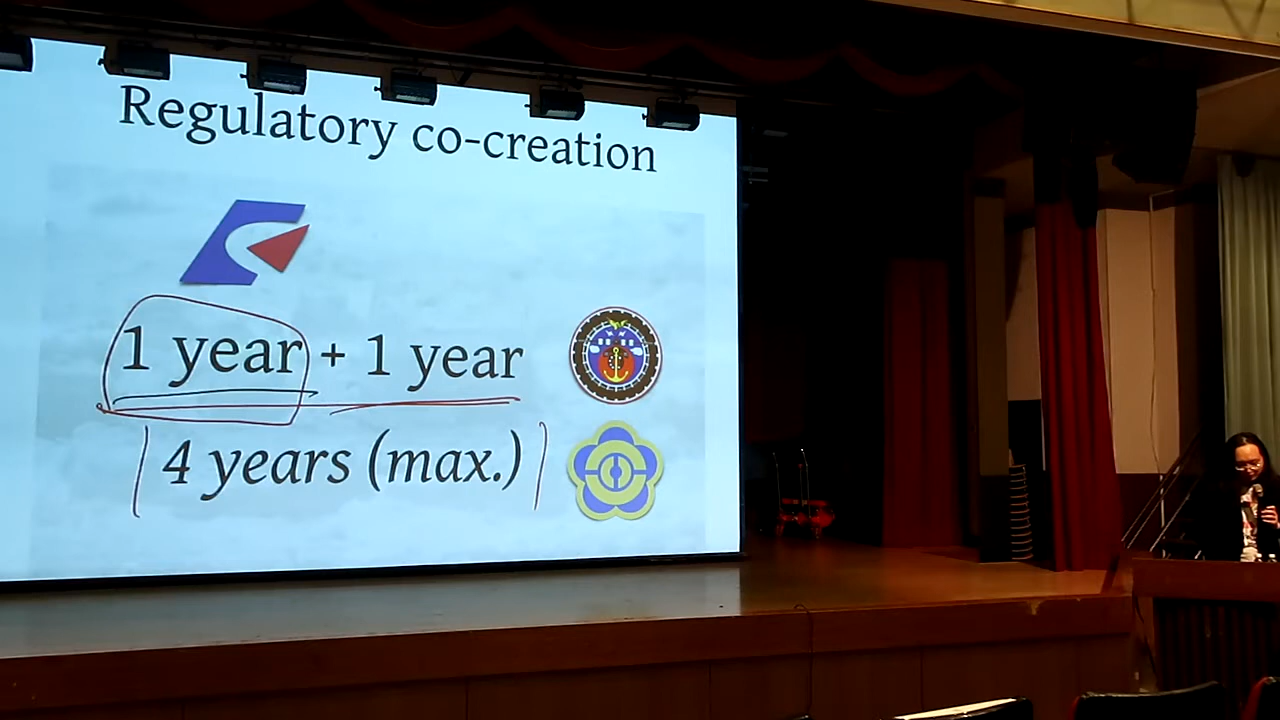 Regulatory co-creation
1 year + 1 year
4 years (max.)